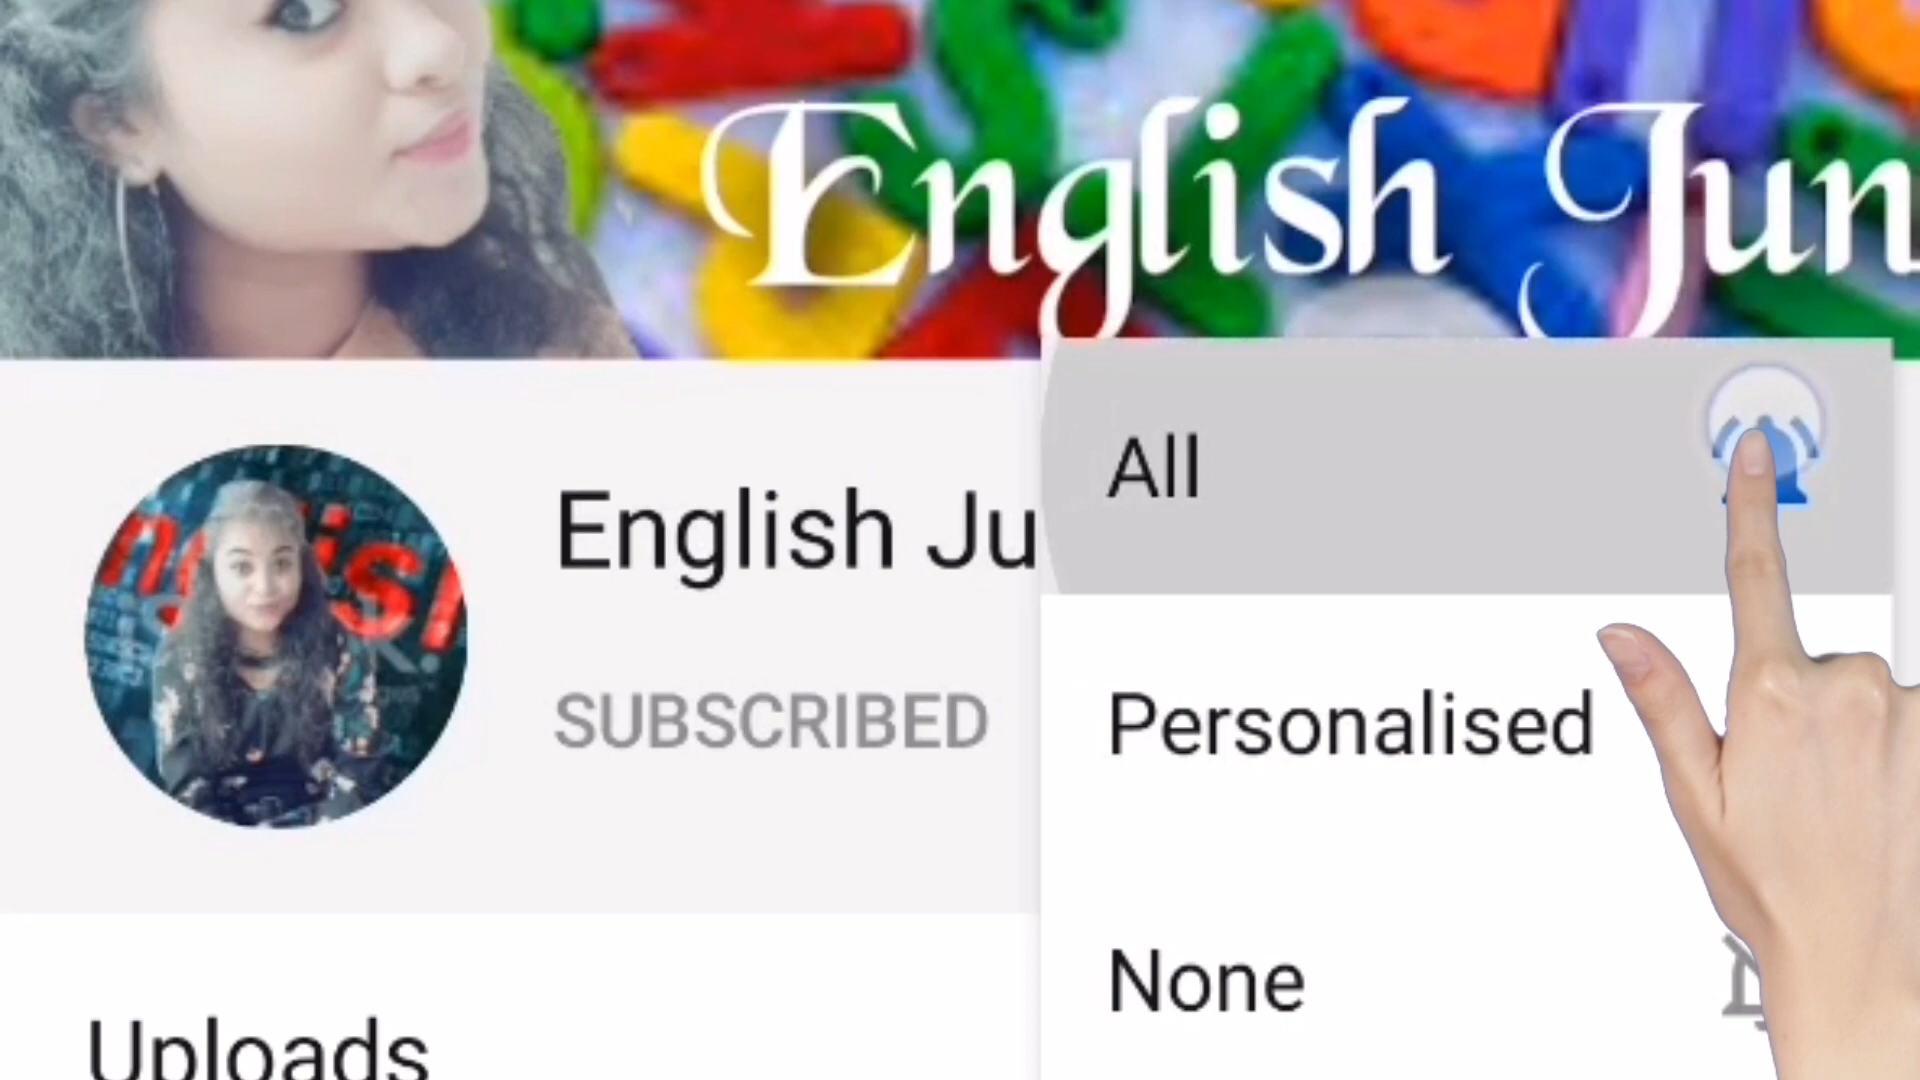 English Jun
English Ju
SUBSCRIBED
All
Personalised
None
Uploads